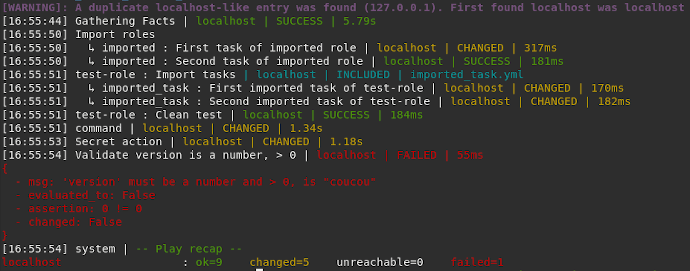 [WARNING]: A duplicate localhost-like entry was found (127.0.0.1). First found localhost was localhost
[16:55:44] Gathering Facts | localhost | SUCCESS | 5.79s
[16:55:50] Import roles
[16:55:50] ↳ imported : First task of imported role | localhost | CHANGED | 317ms
[16:55:50] ↳ imported : Second task of imported role | localhost | SUCCESS | 181ms
[16:55:51] test-role : Import tasks | localhost | INCLUDED | imported_task.yml
[16:55:51] ↳ imported_task : First imported task of test-role | localhost | CHANGED | 170ms
[16:55:51] ↳ imported_task : Second imported task of test-role | localhost | CHANGED | 182ms
[16:55:51] test-role : Clean test | localhost | SUCCESS | 184ms
[16:55:51] command | localhost | CHANGED | 1.34s
[16:55:53] Secret action | localhost | CHANGED | 1.18s
[16:55:54] Validate version is a number, > 0 | localhost | FAILED | 55ms
{
- msg: 'version' must be a number and > 0, is "coucou"
- evaluated_to: False
- assertion: 0 != 0
- changed: False
}
[16:55:54] system | -- Play recap --
localhost : ok=9 changed=5 unreachable=0 failed=1